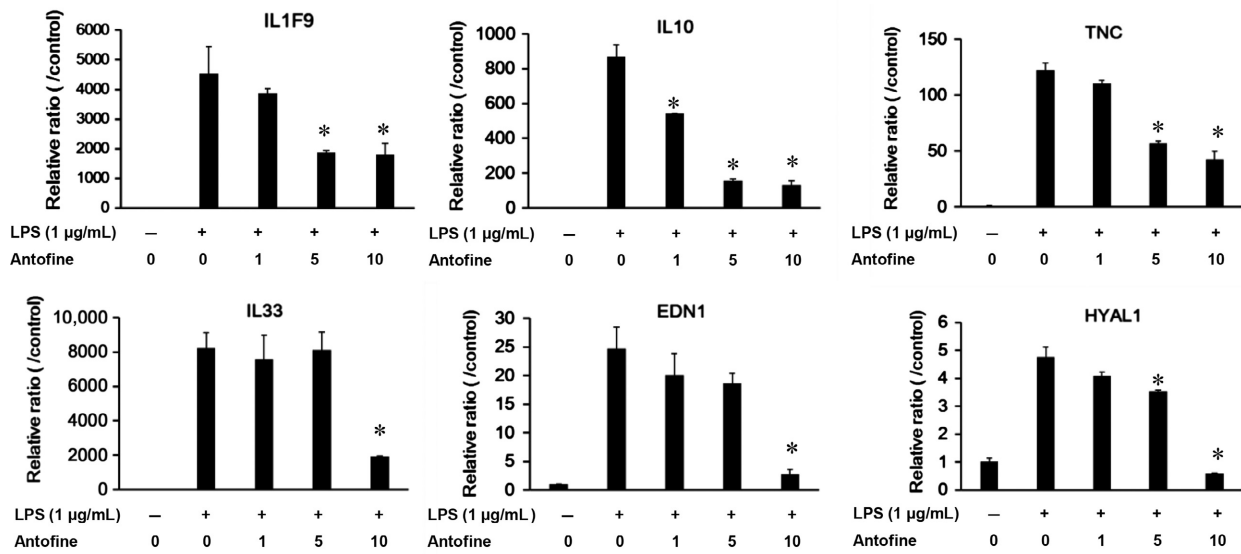 IL1F9
Relative ratio ( /control)
6000
5000
4000
3000
2000
1000
0
* *
LPS (1 µg/mL) – + + + +
Antofine 0 0 1 5 10
IL10
Relative ratio ( /control)
1000
800
600
400
200
0
* * *
LPS (1 µg/mL) – + + + +
Antofine 0 0 1 5 10
TNC
Relative ratio ( /control)
150
100
50
0
* *
LPS (1 µg/mL) – + + + +
Antofine 0 0 1 5 10
IL33
Relative ratio ( /control)
10,000
8000
6000
4000
2000
0
*
LPS (1 µg/mL) – + + + +
Antofine 0 0 1 5 10
EDN1
Relative ratio ( /control)
30
25
20
15
10
5
0
*
LPS (1 µg/mL) – + + + +
Antofine 0 0 1 5 10
HYAL1
Relative ratio ( /control)
6
5
4
3
2
1
0
* *
LPS (1 µg/mL) – + + + +
Antofine 0 0 1 5 10